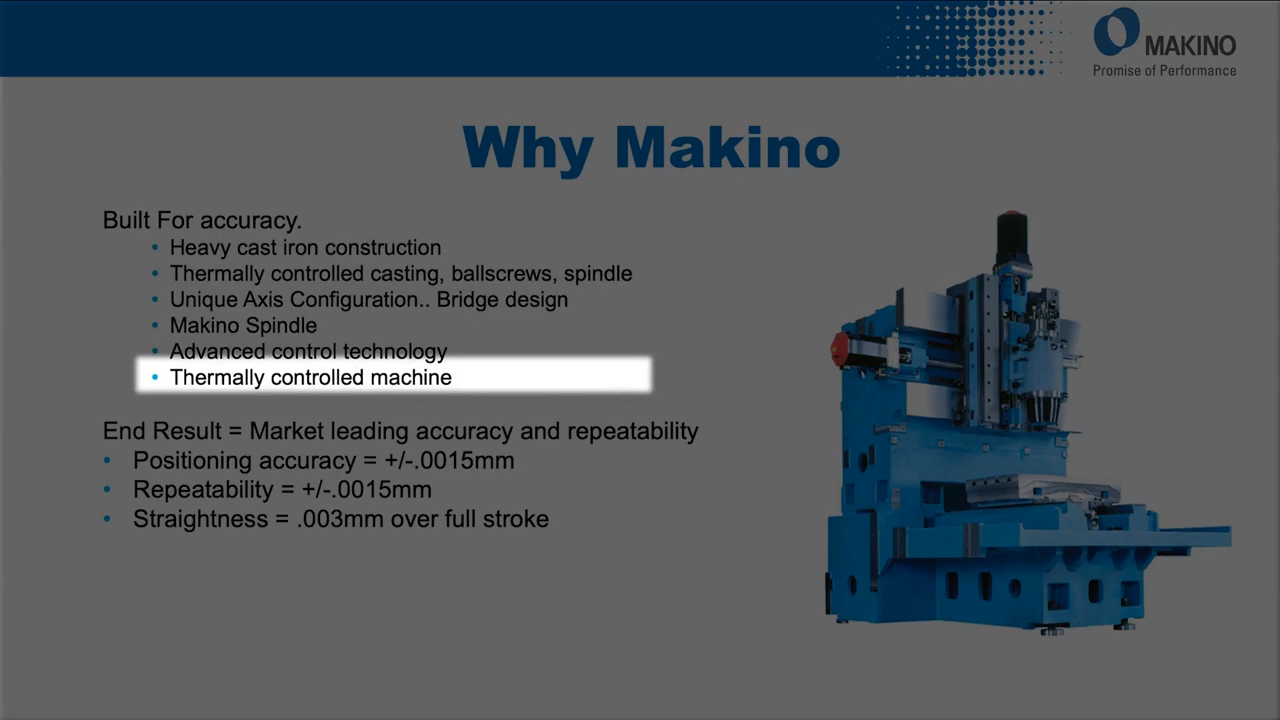 MAKINO
Promise of Performance
Why Makino
Built For accuracy.
• Heavy cast iron construction
• Thermally controlled casting, ballscrews, spindle
• Unique Axis Configuration.. Bridge design
• Makino Spindle
• Advanced control technology
• Thermally controlled machine
End Result = Market leading accuracy and repeatability
• Positioning accuracy = +/-.0015mm
• Repeatability = +/-.0015mm
• Straightness = .003mm over full stroke